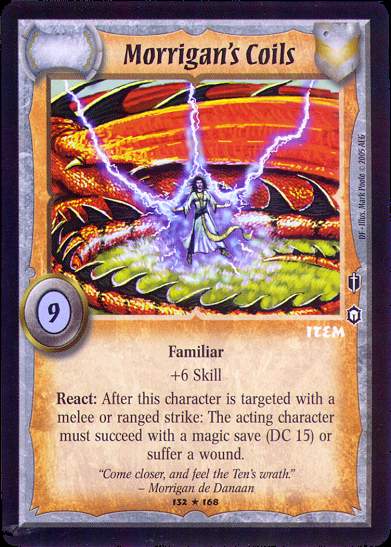 Morrigan's Coils
DF - Illus. Mark Poole © 2005 AEG
9
ITEM
Familiar
+6 Skill
React: After this character is targeted with a
melee or ranged strike: The acting character
must succeed with a magic save (DC 15) or
suffer a wound.
"Come closer, and feel the Ten's wrath."
– Morrigan de Danaan
132 ★ 168